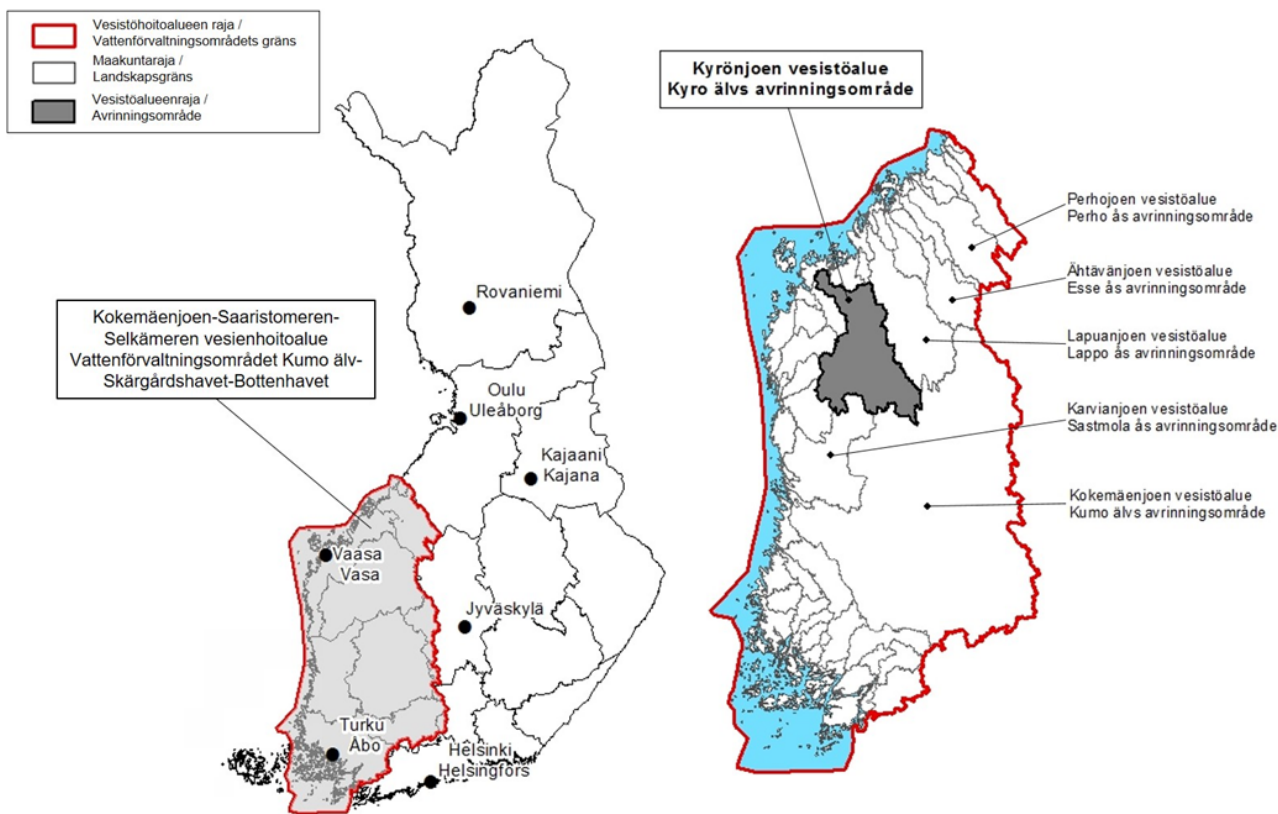 Vesistöhoitoalueen raja /
Vattenförvaltningsområdets gräns
Maakuntaraja /
Landskapsgräns
Vesistöalueenraja /
Avrinningsområde
Kokemäenjoen-Saaristomeren-
Selkämeren vesienhoitoalue
Vattenförvaltningsområdet Kumo älv-
Skärgårdshavet-Bottenhavet
Rovaniemi
Oulu
Uleåborg
Kajaani
Kajana
Vaasa
Vasa
Jyväskylä
Turku
Åbo
Helsinki
Helsingfors
Kyrönjoen vesistöalue
Kyro älvs avrinningsområde
Perhojoen vesistöalue
Perho ås avrinningsområde
Ähtävänjoen vesistöalue
Esse ås avrinningsområde
Lapuanjoen vesistöalue
Lappo ås avrinningsområde
Karvianjoen vesistöalue
Sastmola ås avrinningsområde
Kokemäenjoen vesistöalue
Kumo älvs avrinningsområde